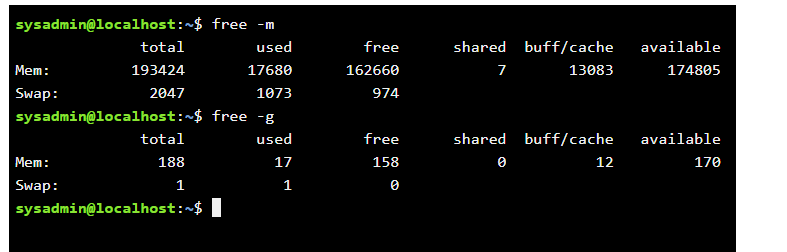 sysadmin@localhost:~$ free -m
total used free shared buff/cache available
Mem: 193424 17680 162660 7 13083 174805
Swap: 2047 1073 974
sysadmin@localhost:~$ free -g
total used free shared buff/cache available
Mem: 188 17 158 0 12 170
Swap: 1 1 0
sysadmin@localhost:~$